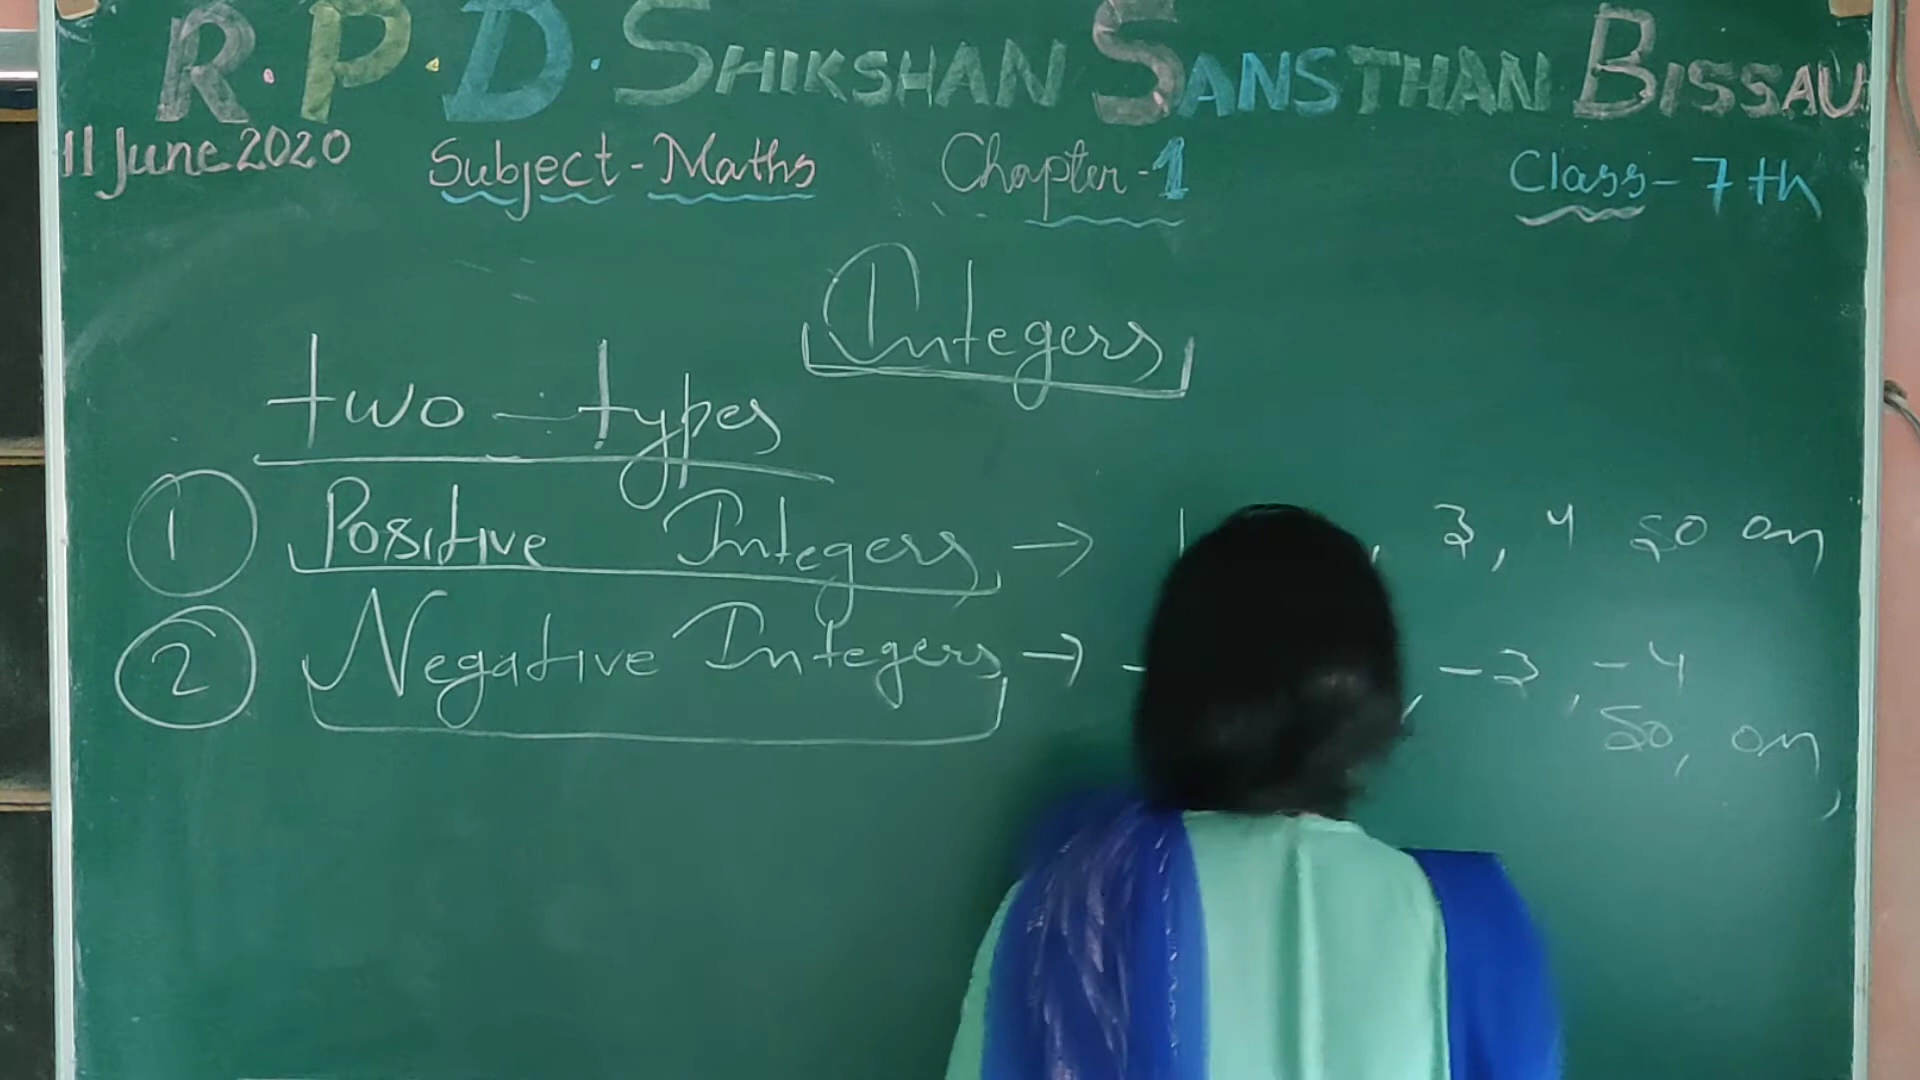 R.P.D. SHIKSHAN SANSTHAN BISSAU
11 June 2020 Subject - Maths Chapter - 1 Class - 7th
Integers
two - types
1 Positive Integers → 1 , 3, 4 so on
2 Negative Integers → - , -3, -4
so, on,